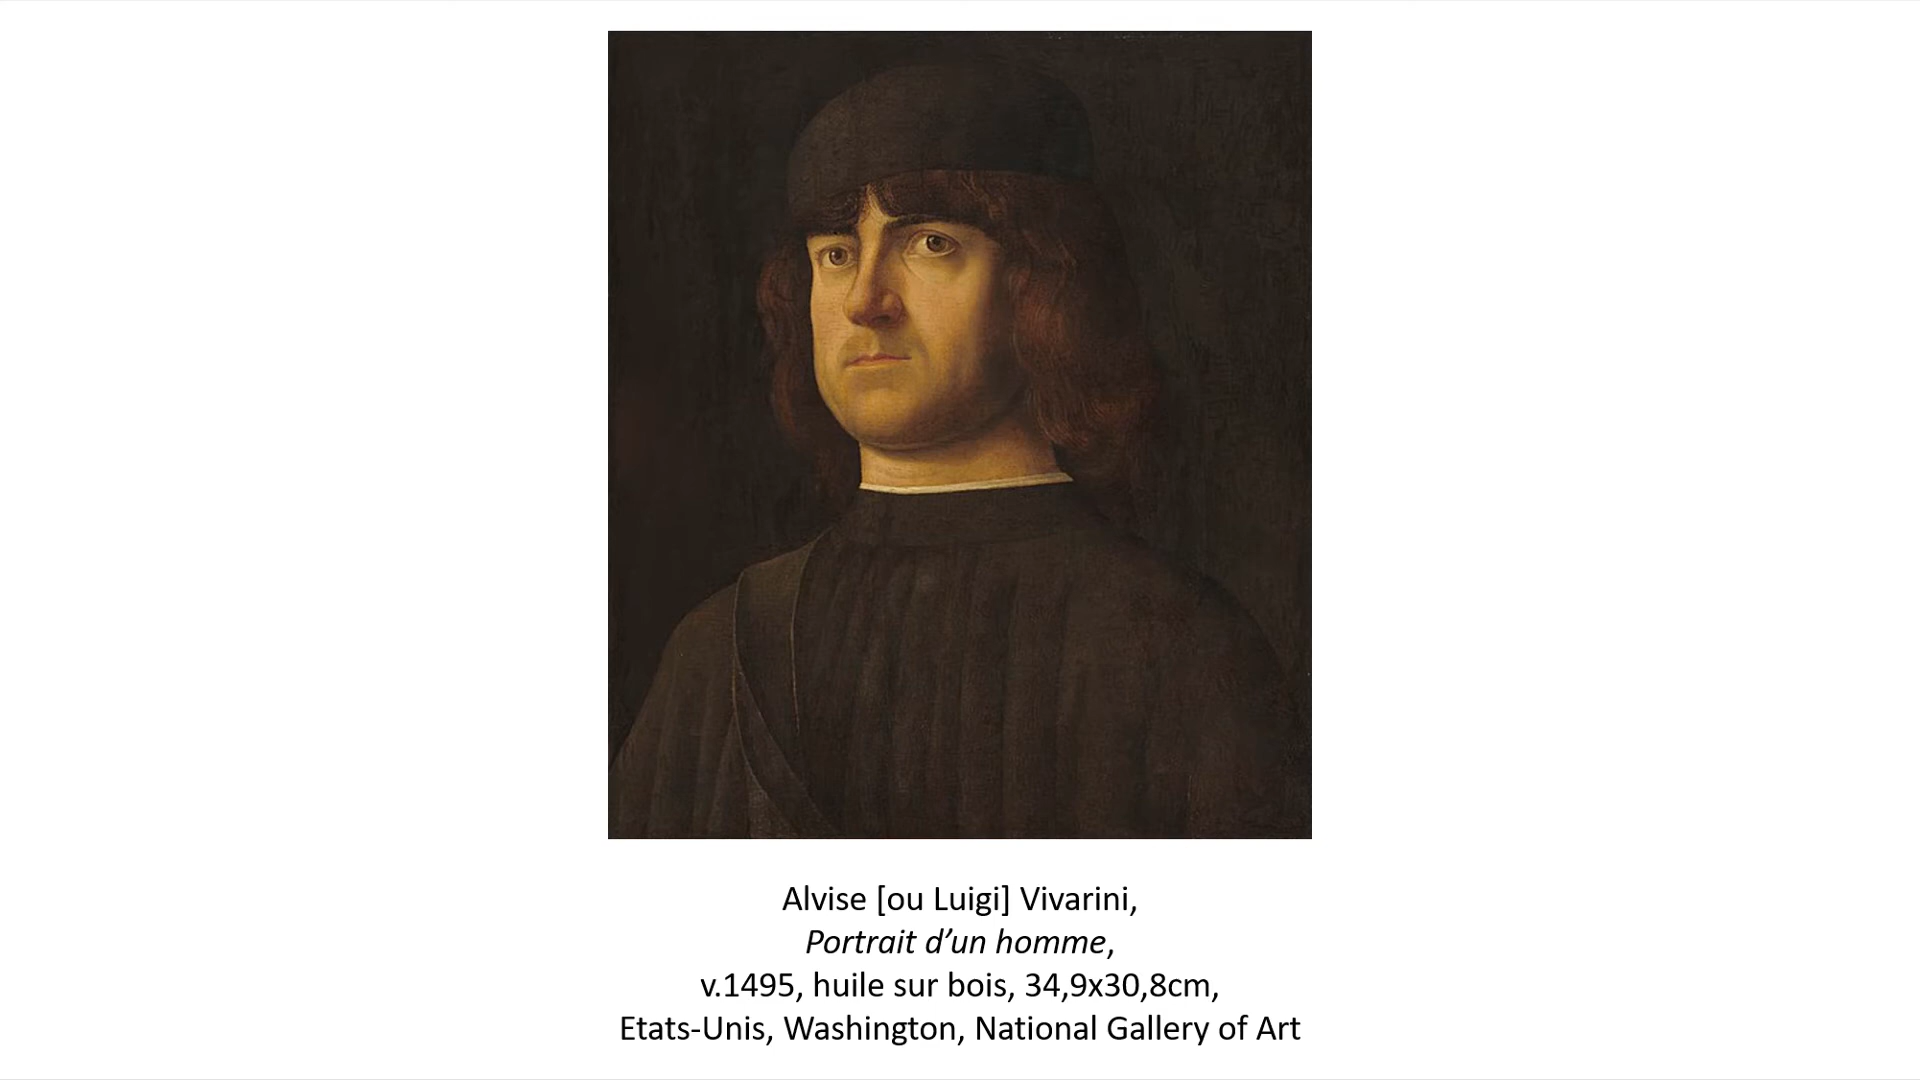 Alvise [ou Luigi] Vivarini,
Portrait d’un homme,
v.1495, huile sur bois, 34,9x30,8cm,
Etats-Unis, Washington, National Gallery of Art